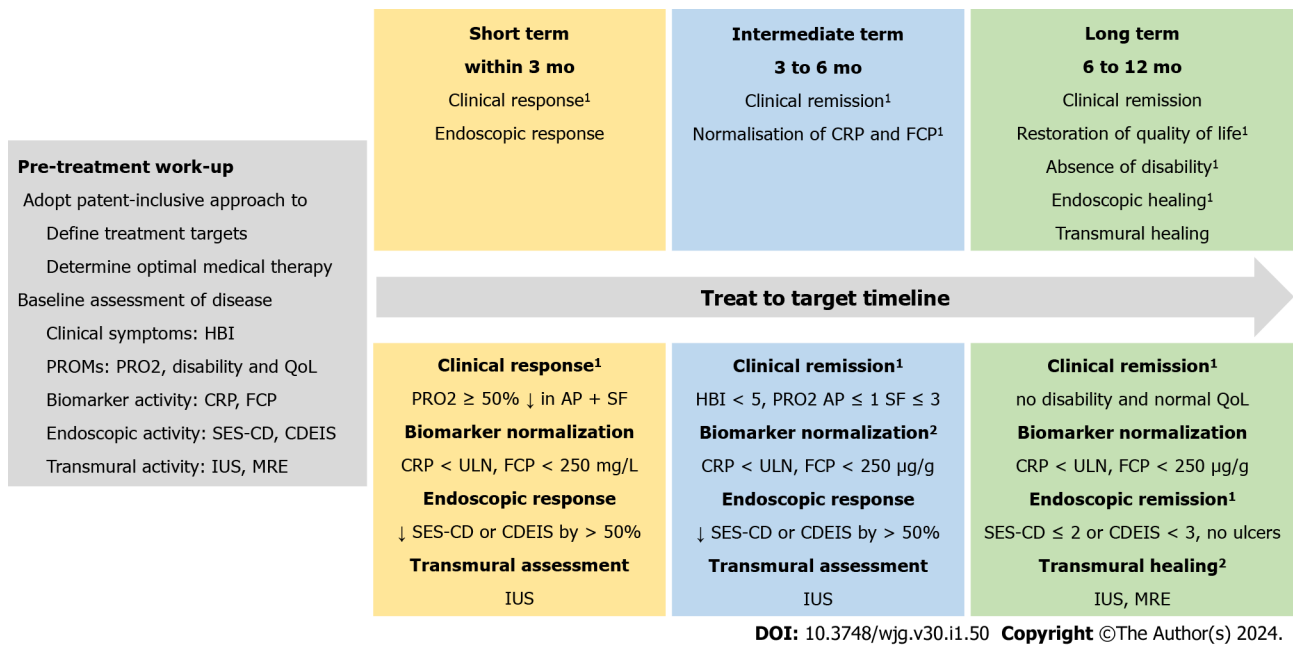 Pre-treatment work-up
Adopt patent-inclusive approach to
Define treatment targets
Determine optimal medical therapy
Baseline assessment of disease
Clinical symptoms: HBI
PROMs: PRO2, disability and QoL
Biomarker activity: CRP, FCP
Endoscopic activity: SES-CD, CDEIS
Transmural activity: IUS, MRE
Short term
within 3 mo
Clinical response¹
Endoscopic response
Intermediate term
3 to 6 mo
Clinical remission¹
Normalisation of CRP and FCP¹
Long term
6 to 12 mo
Clinical remission
Restoration of quality of life¹
Absence of disability¹
Endoscopic healing¹
Transmural healing
Treat to target timeline
Clinical response¹
PRO2 ≥ 50% ↓ in AP + SF
Biomarker normalization
CRP < ULN, FCP < 250 mg/L
Endoscopic response
↓ SES-CD or CDEIS by > 50%
Transmural assessment
IUS
Clinical remission¹
HBI < 5, PRO2 AP ≤ 1 SF ≤ 3
Biomarker normalization²
CRP < ULN, FCP < 250 μg/g
Endoscopic response
↓ SES-CD or CDEIS by > 50%
Transmural assessment
IUS
Clinical remission¹
no disability and normal QoL
Biomarker normalization
CRP < ULN, FCP < 250 μg/g
Endoscopic remission¹
SES-CD ≤ 2 or CDEIS < 3, no ulcers
Transmural healing²
IUS, MRE
DOI: 10.3748/wjg.v30.i1.50 Copyright ©The Author(s) 2024.